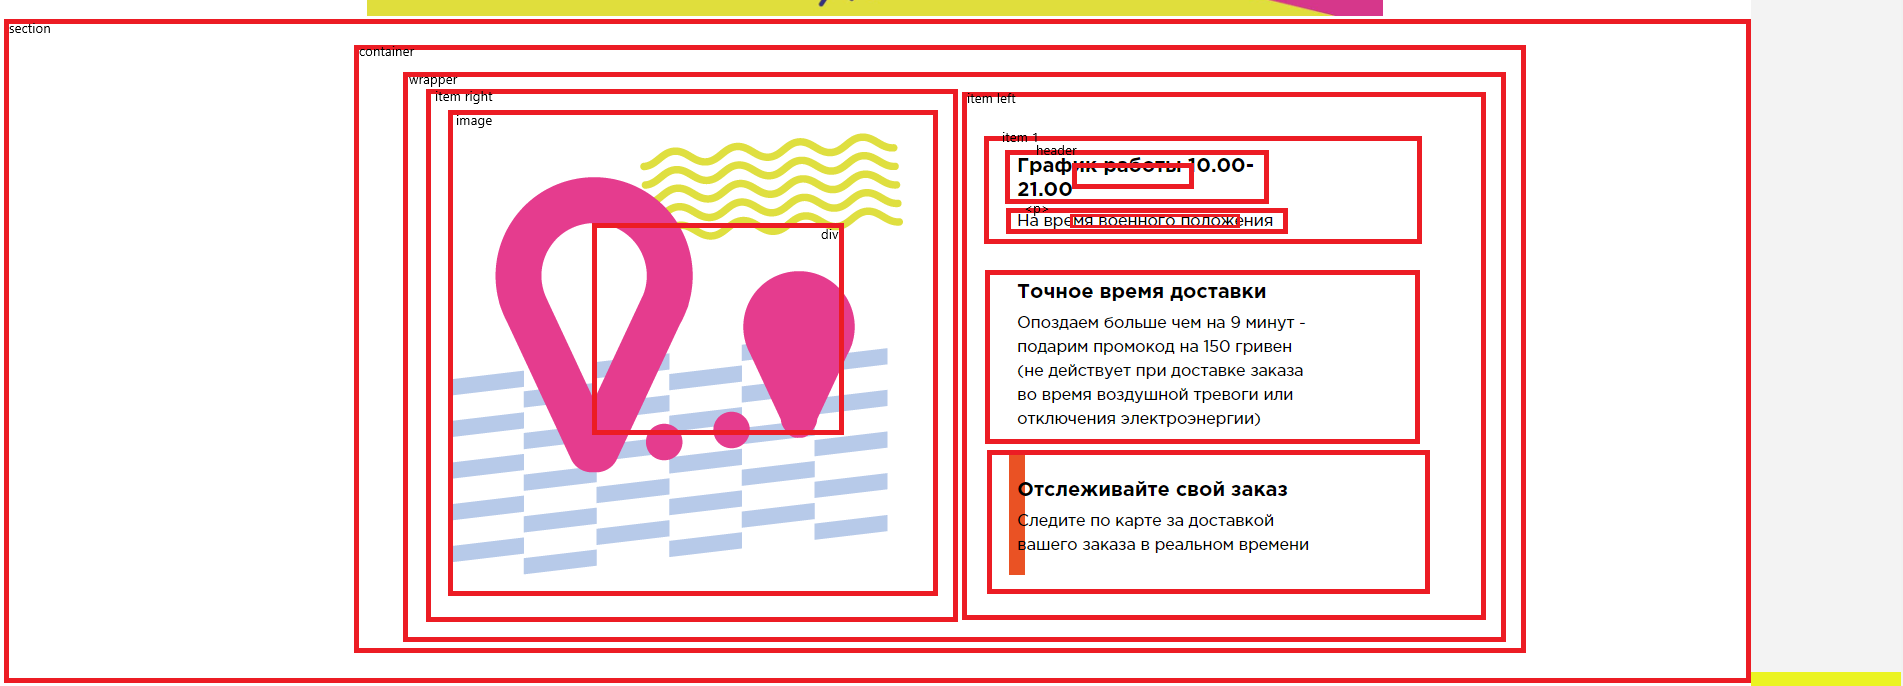 section
container
wrapper
item right
item left
image
item 1
header
График работы 10.00-
21.00
<p>
На время военного положения
div
Точное время доставки
Опоздаем больше чем на 9 минут -
подарим промокод на 150 гривен
(не действует при доставке заказа
во время воздушной тревоги или
отключения электроэнергии)
Отслеживайте свой заказ
Следите по карте за доставкой
вашего заказа в реальном времени